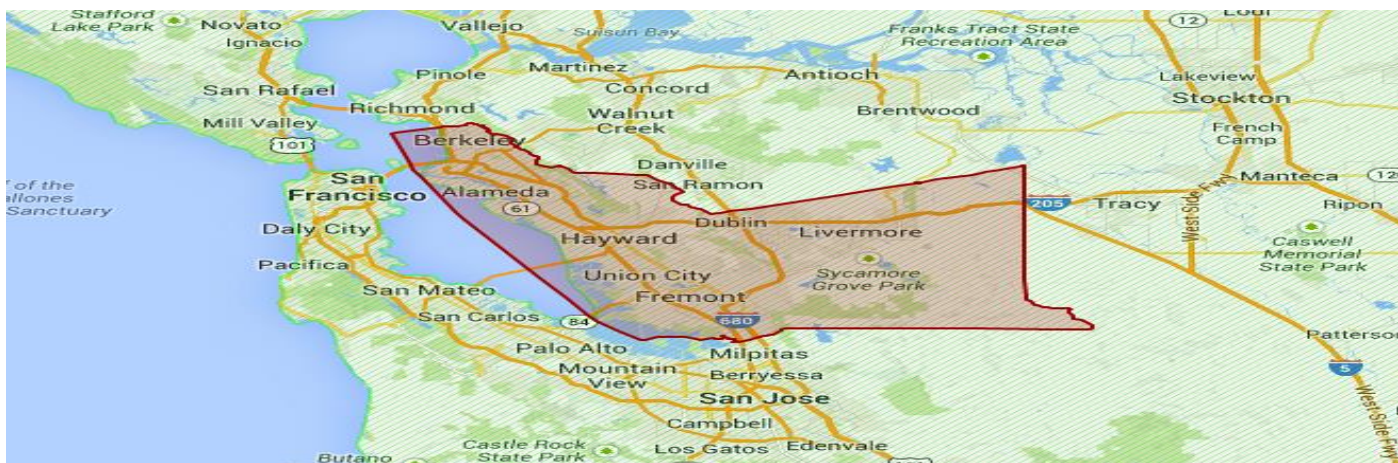 Stafford
Lake Park
Novato
Ignacio
Vallejo
Suisun Bay
Franks Tract State
Recreation Area
12
Lodi
Pinole
Martinez
Antioch
Lakeview
San Rafael
Concord
Stockton
Richmond
Brentwood
Mill Valley
Walnut
Creek
French
Camp
101
Berkeley
Danville
San
Francisco
San Ramon
Manteca
120
of the
allones
Sanctuary
Alameda
61
205
Tracy
West Side Fwy
Ripon
Daly City
Dublin
Livermore
Hayward
Caswell
Memorial
State Park
Pacifica
Union City
Sycamore
Grove Park
San Mateo
Fremont
San Carlos
84
680
Patterson
Palo Alto
Milpitas
Mountain
View
Berryessa
5
San Jose
West Side Fwy
Campbell
Castle Rock
State Park
Los Gatos
Edenvale
Butano